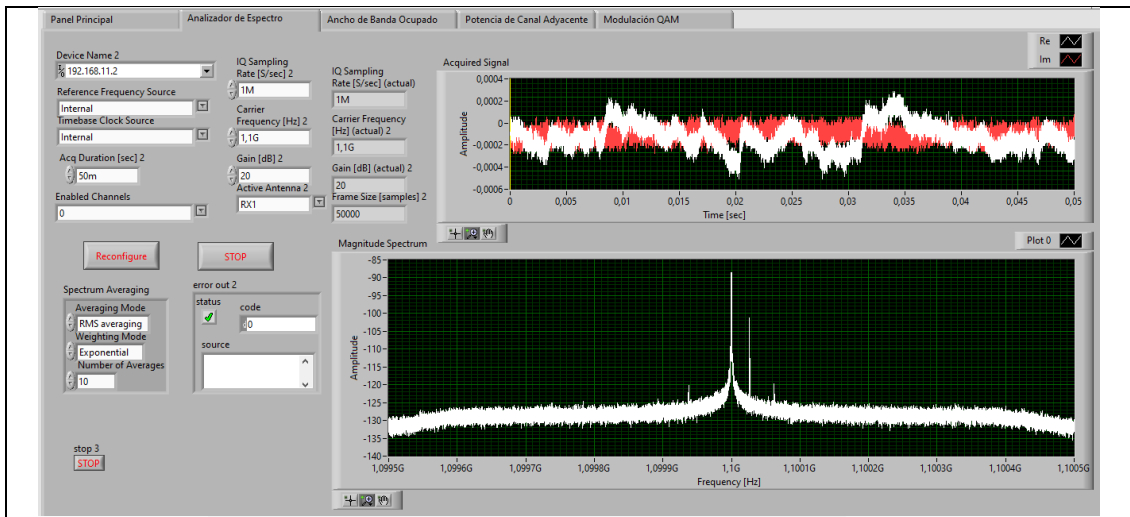 Panel Principal
Analizador de Espectro
Ancho de Banda Ocupado
Potencia de Canal Adyacente
Modulación QAM
Device Name 2
192.168.11.2
Reference Frequency Source
Internal
Timebase Clock Source
Internal
Acq Duration [sec] 2
50m
Enabled Channels
0
IQ Sampling
Rate [S/sec] 2
1M
Carrier
Frequency [Hz] 2
1,1G
Gain [dB] 2
20
Active Antenna 2
RX1
IQ Sampling
Rate [S/sec] (actual)
1M
Carrier Frequency
[Hz] (actual) 2
1,1G
Gain [dB] (actual) 2
20
Frame Size [samples] 2
50000
Reconfigure
STOP
Spectrum Averaging
Averaging Mode
RMS averaging
Weighting Mode
Exponential
Number of Averages
10
error out 2
status
code
0
source
stop 3
STOP
Acquired Signal
Re
Im
Amplitude
0,0004
0,0002
0
-0,0002
-0,0004
-0,0006
0 0,005 0,01 0,015 0,02 0,025 0,03 0,035 0,04 0,045 0,05
Time [sec]
Magnitude Spectrum
Plot 0
Amplitude
-85
-90
-95
-100
-105
-110
-115
-120
-125
-130
-135
-140
1,0995G 1,0996G 1,0997G 1,0998G 1,0999G 1,1G 1,1001G 1,1002G 1,1003G 1,1004G 1,1005G
Frequency [Hz]